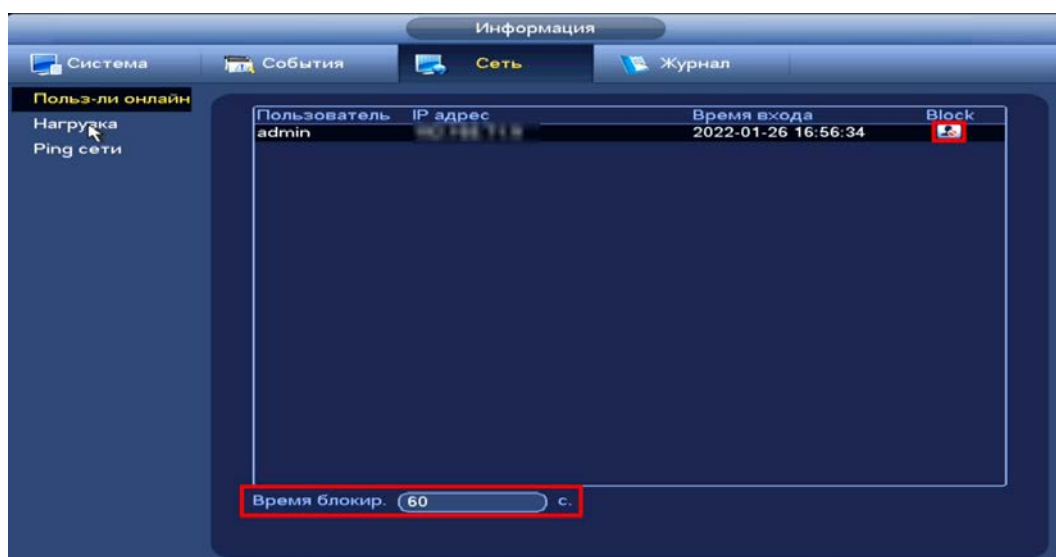 Информация
Система События Сеть Журнал
Польз-ли онлайн
Нагрузка
Ping сети
Пользователь IP адрес Время входа Block
admin 2022-01-26 16:56:34
Время блокир. 60 с.